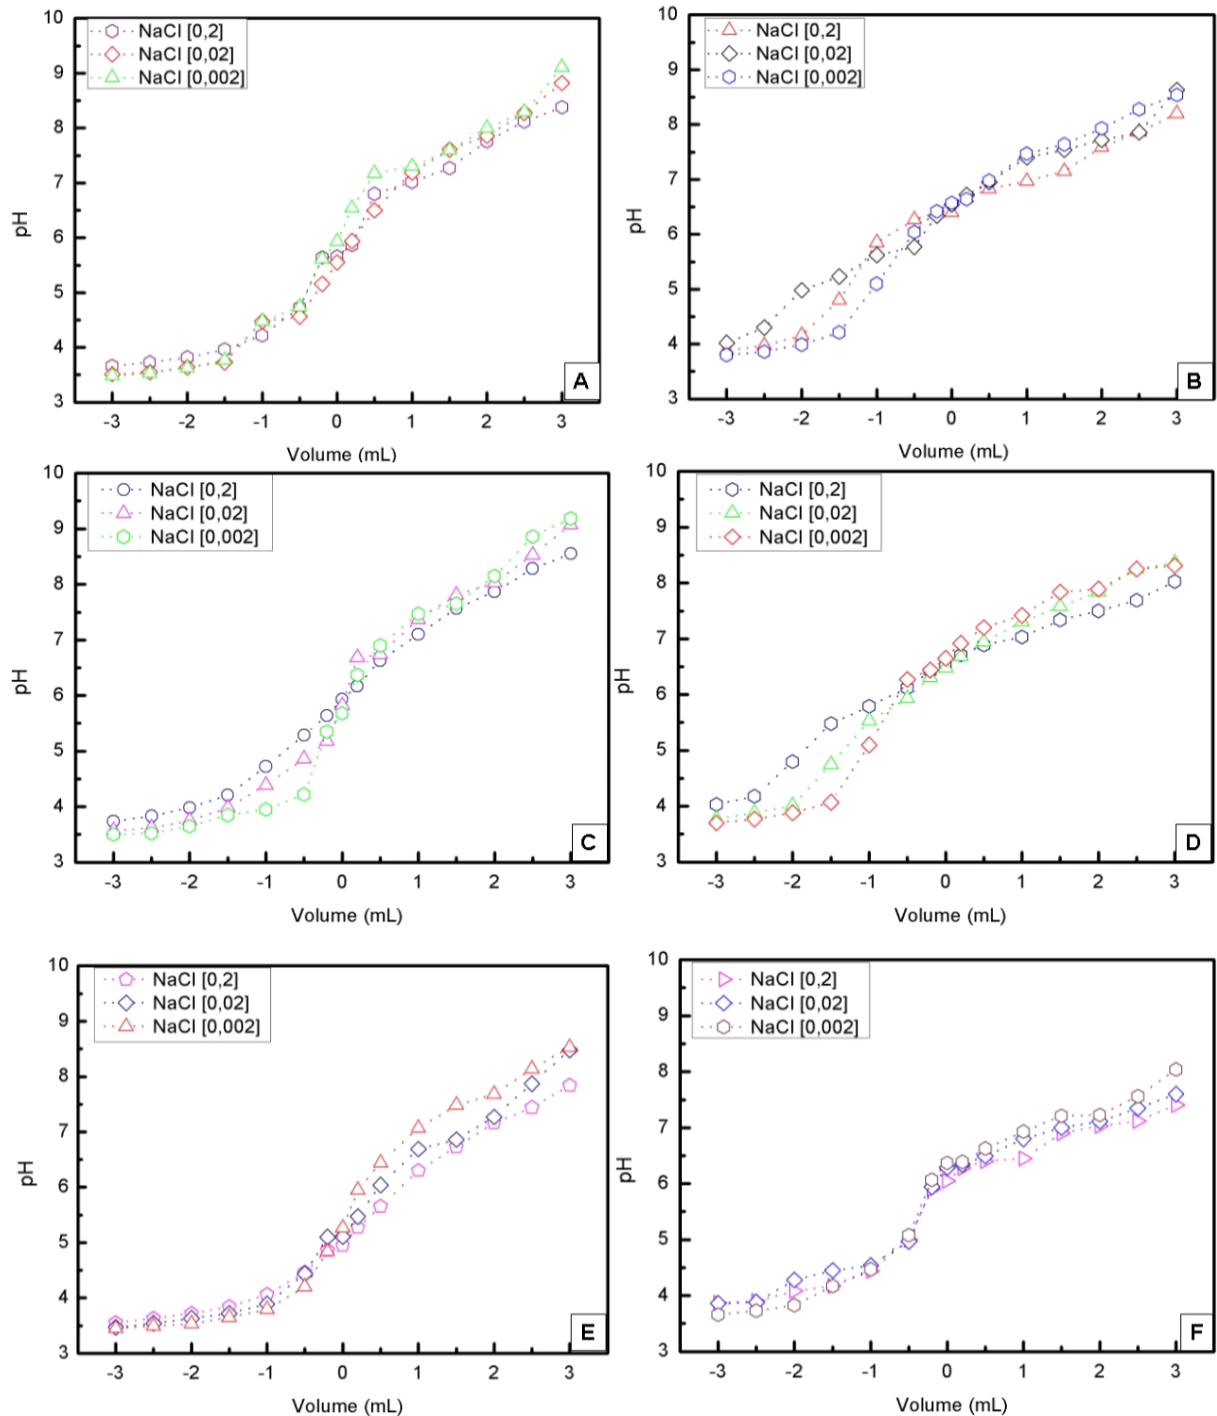 10
9
8
7
6
5
4
3
pH
NaCl [0,2]
NaCl [0,02]
NaCl [0,002]
A
-3 -2 -1 0 1 2 3
Volume (mL)
10
9
8
7
6
5
4
3
pH
NaCl [0,2]
NaCl [0,02]
NaCl [0,002]
B
-3 -2 -1 0 1 2 3
Volume (mL)
10
9
8
7
6
5
4
3
pH
NaCl [0,2]
NaCl [0,02]
NaCl [0,002]
C
-3 -2 -1 0 1 2 3
Volume (mL)
10
9
8
7
6
5
4
3
pH
NaCl [0,2]
NaCl [0,02]
NaCl [0,002]
D
-3 -2 -1 0 1 2 3
Volume (mL)
10
9
8
7
6
5
4
3
pH
NaCl [0,2]
NaCl [0,02]
NaCl [0,002]
E
-3 -2 -1 0 1 2 3
Volume (mL)
10
9
8
7
6
5
4
3
pH
NaCl [0,2]
NaCl [0,02]
NaCl [0,002]
F
-3 -2 -1 0 1 2 3
Volume (mL)